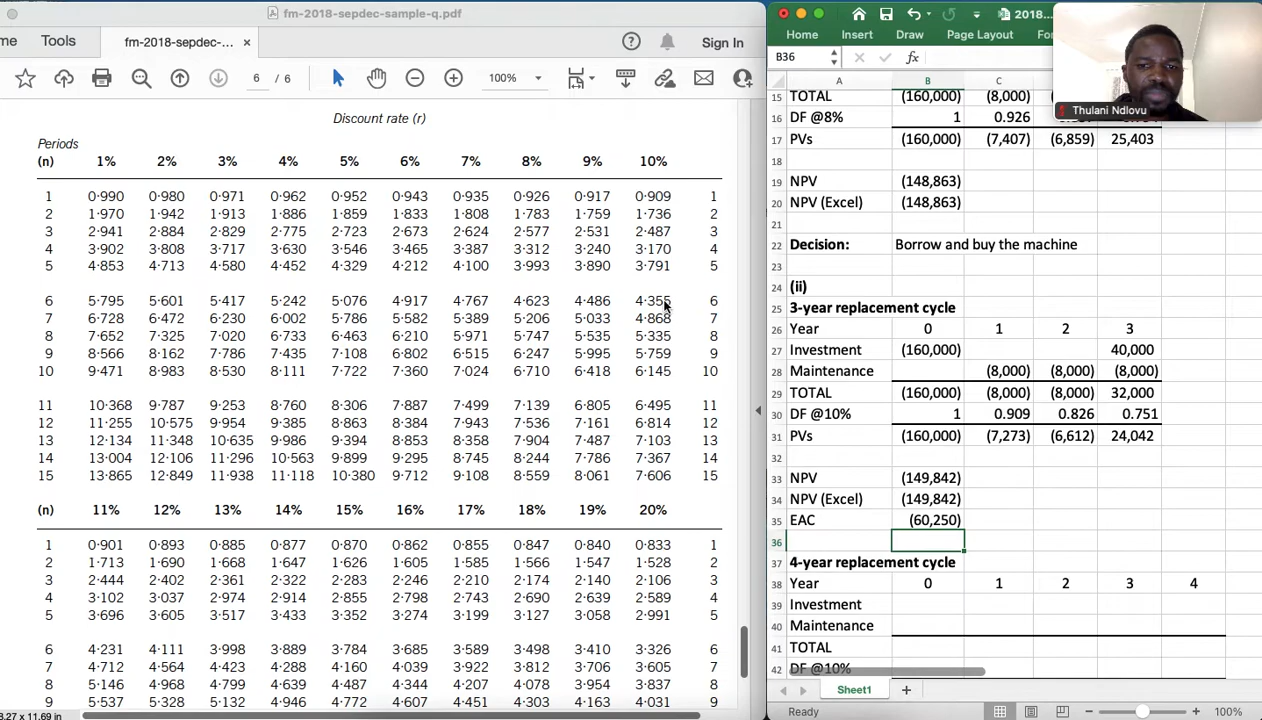 fm-2018-sepdec-sample-q.pdf
me Tools fm-2018-sepdec-... × Sign In
6 / 6 100%
Discount rate (r)
Periods
(n) 1% 2% 3% 4% 5% 6% 7% 8% 9% 10%
1 0·990 0·980 0·971 0·962 0·952 0·943 0·935 0·926 0·917 0·909 1
2 1·970 1·942 1·913 1·886 1·859 1·833 1·808 1·783 1·759 1·736 2
3 2·941 2·884 2·829 2·775 2·723 2·673 2·624 2·577 2·531 2·487 3
4 3·902 3·808 3·717 3·630 3·546 3·465 3·387 3·312 3·240 3·170 4
5 4·853 4·713 4·580 4·452 4·329 4·212 4·100 3·993 3·890 3·791 5
6 5·795 5·601 5·417 5·242 5·076 4·917 4·767 4·623 4·486 4·355 6
7 6·728 6·472 6·230 6·002 5·786 5·582 5·389 5·206 5·033 4·868 7
8 7·652 7·325 7·020 6·733 6·463 6·210 5·971 5·747 5·535 5·335 8
9 8·566 8·162 7·786 7·435 7·108 6·802 6·515 6·247 5·995 5·759 9
10 9·471 8·983 8·530 8·111 7·722 7·360 7·024 6·710 6·418 6·145 10
11 10·368 9·787 9·253 8·760 8·306 7·887 7·499 7·139 6·805 6·495 11
12 11·255 10·575 9·954 9·385 8·863 8·384 7·943 7·536 7·161 6·814 12
13 12·134 11·348 10·635 9·986 9·394 8·853 8·358 7·904 7·487 7·103 13
14 13·004 12·106 11·296 10·563 9·899 9·295 8·745 8·244 7·786 7·367 14
15 13·865 12·849 11·938 11·118 10·380 9·712 9·108 8·559 8·061 7·606 15
(n) 11% 12% 13% 14% 15% 16% 17% 18% 19% 20%
1 0·901 0·893 0·885 0·877 0·870 0·862 0·855 0·847 0·840 0·833 1
2 1·713 1·690 1·668 1·647 1·626 1·605 1·585 1·566 1·547 1·528 2
3 2·444 2·402 2·361 2·322 2·283 2·246 2·210 2·174 2·140 2·106 3
4 3·102 3·037 2·974 2·914 2·855 2·798 2·743 2·690 2·639 2·589 4
5 3·696 3·605 3·517 3·433 3·352 3·274 3·199 3·127 3·058 2·991 5
6 4·231 4·111 3·998 3·889 3·784 3·685 3·589 3·498 3·410 3·326 6
7 4·712 4·564 4·423 4·288 4·160 4·039 3·922 3·812 3·706 3·605 7
8 5·146 4·968 4·799 4·639 4·487 4·344 4·207 4·078 3·954 3·837 8
9 5·537 5·328 5·132 4·946 4·772 4·607 4·451 4·303 4·163 4·031 9
8.27 x 11.69 in
2018...
Home Insert Draw Page Layout
B36 fx
Thulani Ndlovu
A B C
15 TOTAL (160,000) (8,000)
16 DF @8% 1 0.926
17 PVs (160,000) (7,407) (6,859) 25,403
18
19 NPV (148,863)
20 NPV (Excel) (148,863)
21
22 Decision: Borrow and buy the machine
23
24 (ii)
25 3-year replacement cycle
26 Year 0 1 2 3
27 Investment (160,000) 40,000
28 Maintenance (8,000) (8,000) (8,000)
29 TOTAL (160,000) (8,000) (8,000) 32,000
30 DF @10% 1 0.909 0.826 0.751
31 PVs (160,000) (7,273) (6,612) 24,042
32
33 NPV (149,842)
34 NPV (Excel) (149,842)
35 EAC (60,250)
36
37 4-year replacement cycle
38 Year 0 1 2 3 4
39 Investment
40 Maintenance
41 TOTAL
42 DF @10%
Sheet1
Ready 100%